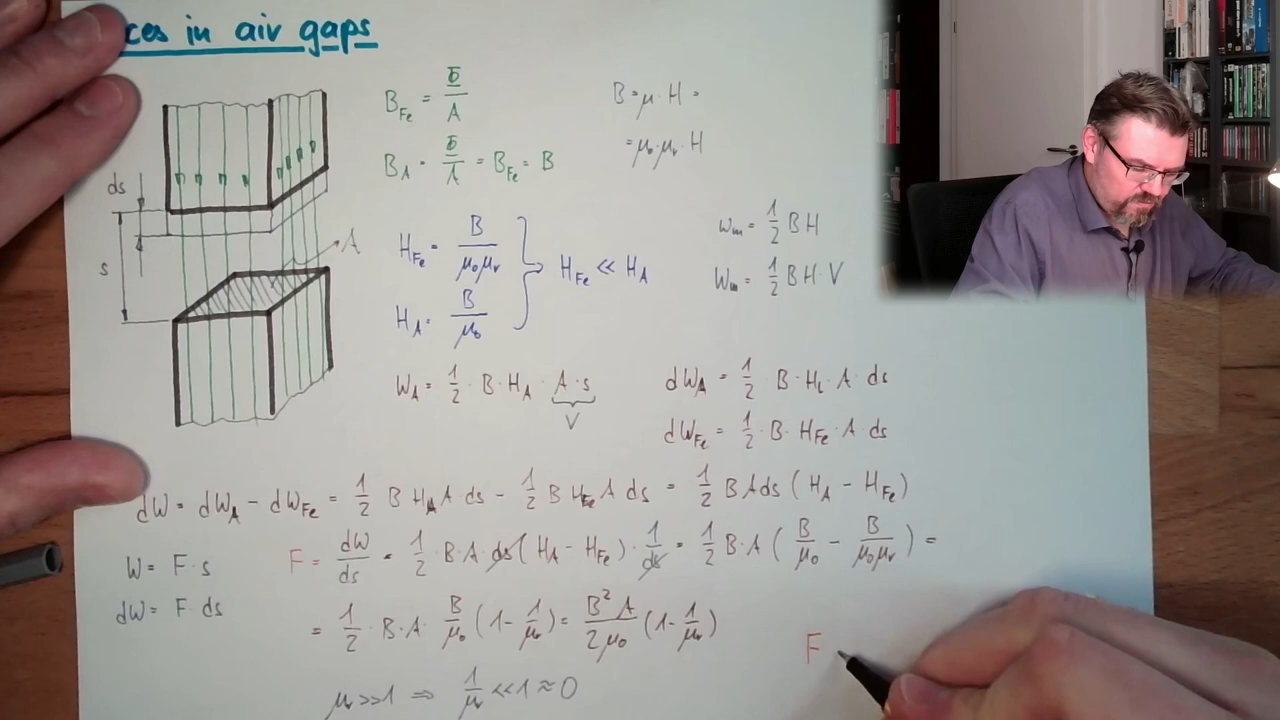 ces in air gaps
B_Fe = Φ/A
B = μ · H =
B_A = Φ/A = B_Fe = B
= μ₀·μᵣ·H
ds
s
A
H_Fe = B/(μ₀μᵣ)
H_A = B/μ₀
H_Fe ≪ H_A
w_m = 1/2 B H
W_m = 1/2 B H · V
W_A = 1/2 · B · H_A · A · s
V
dW_A = 1/2 B · H_L · A · ds
dW_Fe = 1/2 · B · H_Fe · A · ds
dW = dW_A − dW_Fe = 1/2 B H_A A ds − 1/2 B H_Fe A ds = 1/2 B A ds (H_A − H_Fe)
W = F · s
F = dW/ds = 1/2 · B · A · ds (H_A − H_Fe) · 1/ds = 1/2 B · A (B/μ₀ − B/(μ₀μᵣ)) =
dW = F ds
= 1/2 · B · A · B/μ₀ (1 − 1/μᵣ) = B² A/(2μ₀) (1 − 1/μᵣ)
F
μᵣ ≫ 1 ⇒ 1/μᵣ ≪ 1 ≈ 0